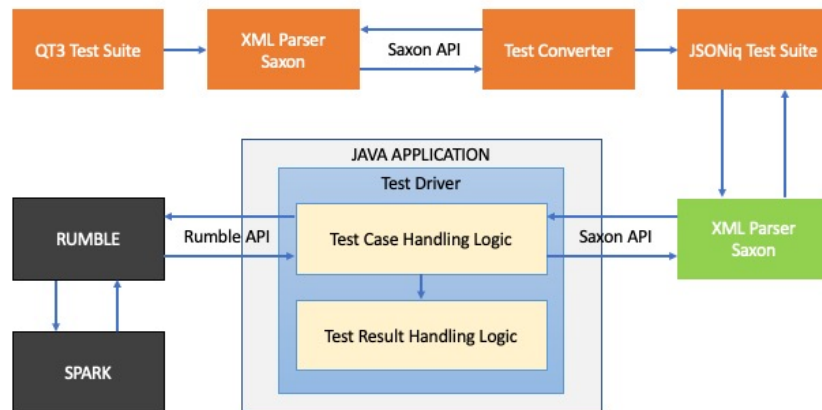 QT3 Test Suite
XML Parser
Saxon
Saxon API
Test Converter
JSONiq Test Suite
JAVA APPLICATION
Test Driver
RUMBLE
Rumble API
Test Case Handling Logic
Saxon API
XML Parser
Saxon
Test Result Handling Logic
SPARK